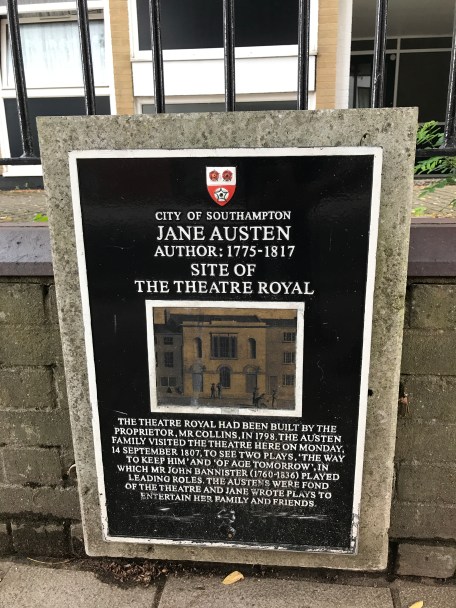 CITY OF SOUTHAMPTON
JANE AUSTEN
AUTHOR: 1775-1817
SITE OF
THE THEATRE ROYAL
THE THEATRE ROYAL HAD BEEN BUILT BY THE
PROPRIETOR, MR COLLINS, IN 1798. THE AUSTEN
FAMILY VISITED THE THEATRE HERE ON MONDAY,
14 SEPTEMBER 1807, TO SEE TWO PLAYS, 'THE WAY
TO KEEP HIM' AND 'OF AGE TOMORROW', IN
WHICH MR JOHN BANNISTER (1760-1836) PLAYED
LEADING ROLES. THE AUSTENS WERE FOND
OF THE THEATRE AND JANE WROTE PLAYS TO
ENTERTAIN HER FAMILY AND FRIENDS.